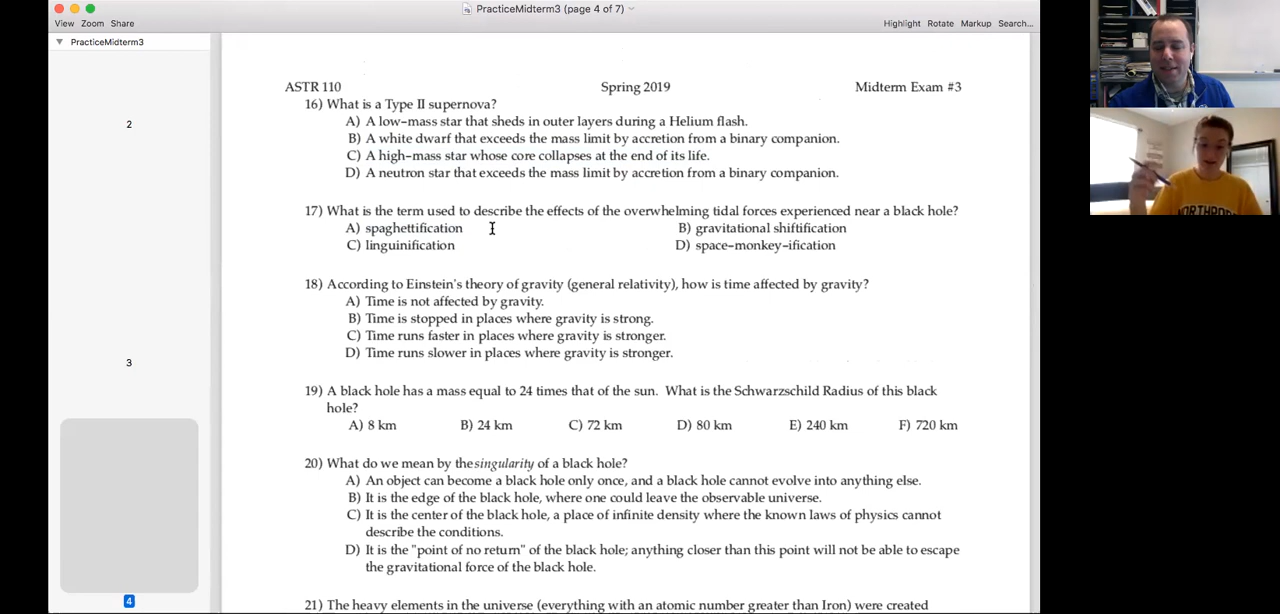 PracticeMidterm3 (page 4 of 7)
View Zoom Share
Highlight Rotate Markup Search...
PracticeMidterm3
2
3
4
ASTR 110 Spring 2019 Midterm Exam #3
16) What is a Type II supernova?
A) A low-mass star that sheds in outer layers during a Helium flash.
B) A white dwarf that exceeds the mass limit by accretion from a binary companion.
C) A high-mass star whose core collapses at the end of its life.
D) A neutron star that exceeds the mass limit by accretion from a binary companion.
17) What is the term used to describe the effects of the overwhelming tidal forces experienced near a black hole?
A) spaghettification B) gravitational shiftification
C) linguinification D) space-monkey-ification
18) According to Einstein's theory of gravity (general relativity), how is time affected by gravity?
A) Time is not affected by gravity.
B) Time is stopped in places where gravity is strong.
C) Time runs faster in places where gravity is stronger.
D) Time runs slower in places where gravity is stronger.
19) A black hole has a mass equal to 24 times that of the sun. What is the Schwarzschild Radius of this black
hole?
A) 8 km B) 24 km C) 72 km D) 80 km E) 240 km F) 720 km
20) What do we mean by the singularity of a black hole?
A) An object can become a black hole only once, and a black hole cannot evolve into anything else.
B) It is the edge of the black hole, where one could leave the observable universe.
C) It is the center of the black hole, a place of infinite density where the known laws of physics cannot
describe the conditions.
D) It is the "point of no return" of the black hole; anything closer than this point will not be able to escape
the gravitational force of the black hole.
21) The heavy elements in the universe (everything with an atomic number greater than Iron) were created